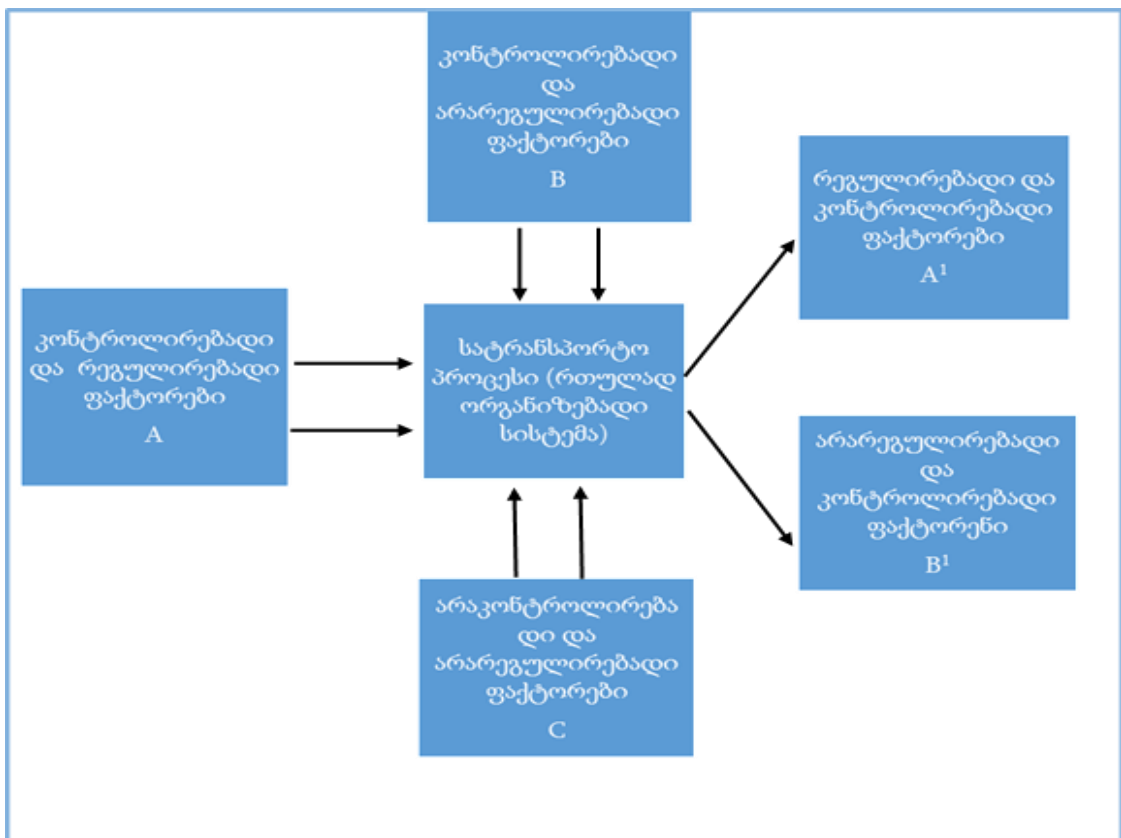 კონტროლირებადი
და
არარეგულირებადი
ფაქტორები
B
რეგულირებადი და
კონტროლირებადი
ფაქტორები
A¹
კონტროლირებადი
და რეგულირებადი
ფაქტორები
A
სატრანსპორტო
პროცესი (რთულად
ორგანიზებადი
სისტემა)
არარეგულირებადი
და
კონტროლირებადი
ფაქტორენი
B¹
არაკონტროლირება
დი და
არარეგულირებადი
ფაქტორები
C